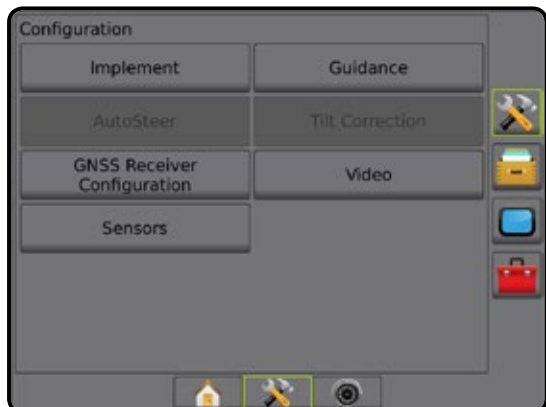 Configuration
Implement
Guidance
AutoSteer
Tilt Correction
GNSS Receiver
Configuration
Video
Sensors